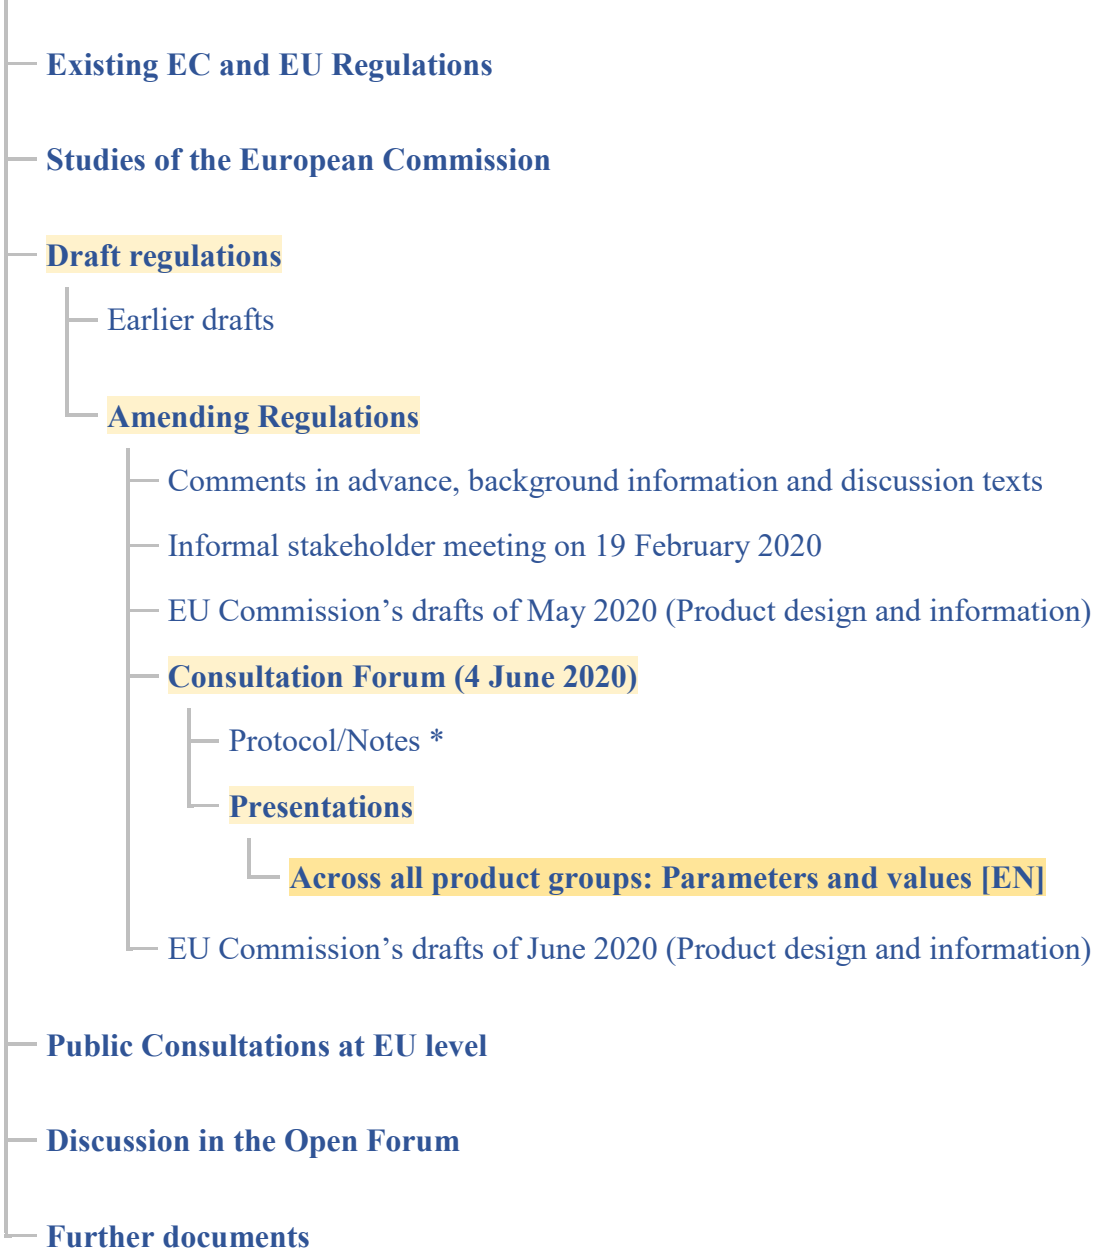 Existing EC and EU Regulations
Studies of the European Commission
Draft regulations
Earlier drafts
Amending Regulations
Comments in advance, background information and discussion texts
Informal stakeholder meeting on 19 February 2020
EU Commission’s drafts of May 2020 (Product design and information)
Consultation Forum (4 June 2020)
Protocol/Notes *
Presentations
Across all product groups: Parameters and values [EN]
EU Commission’s drafts of June 2020 (Product design and information)
Public Consultations at EU level
Discussion in the Open Forum
Further documents